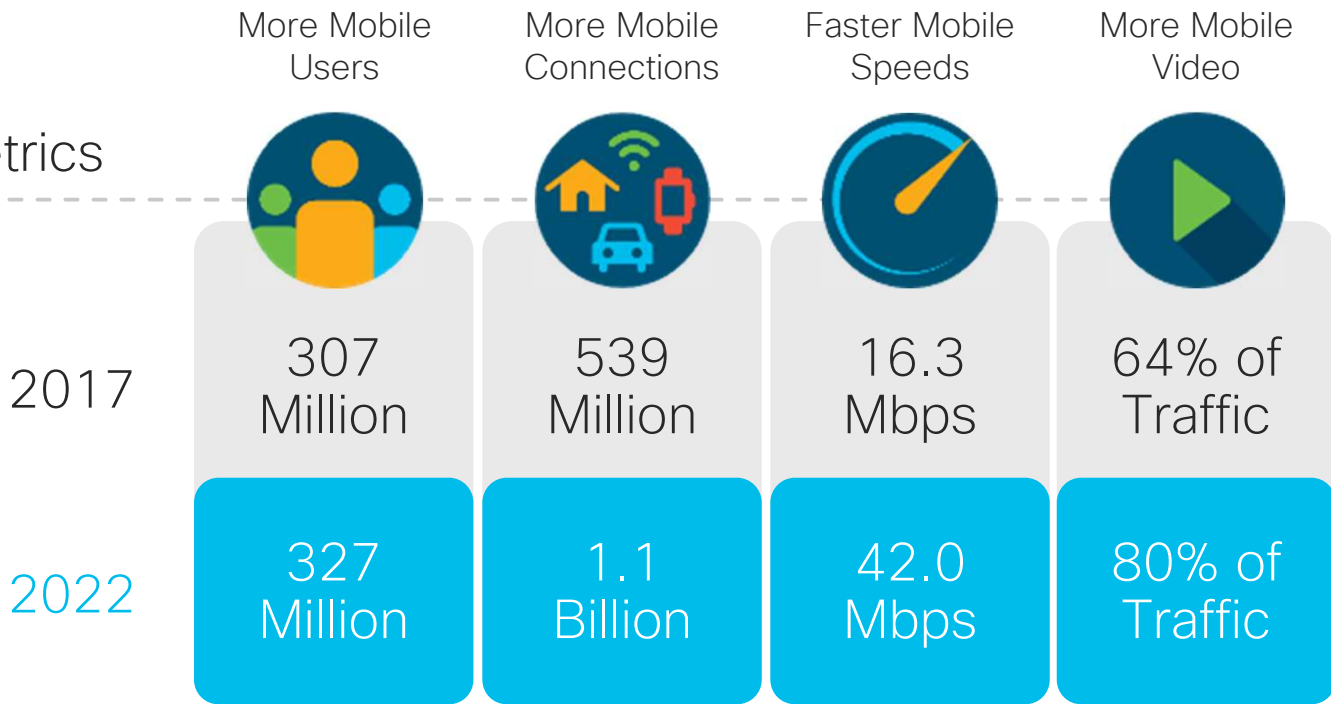 More Mobile
Users
More Mobile
Connections
Faster Mobile
Speeds
More Mobile
Video
etrics
2017
307
Million
539
Million
16.3
Mbps
64% of
Traffic
2022
327
Million
1.1
Billion
42.0
Mbps
80% of
Traffic